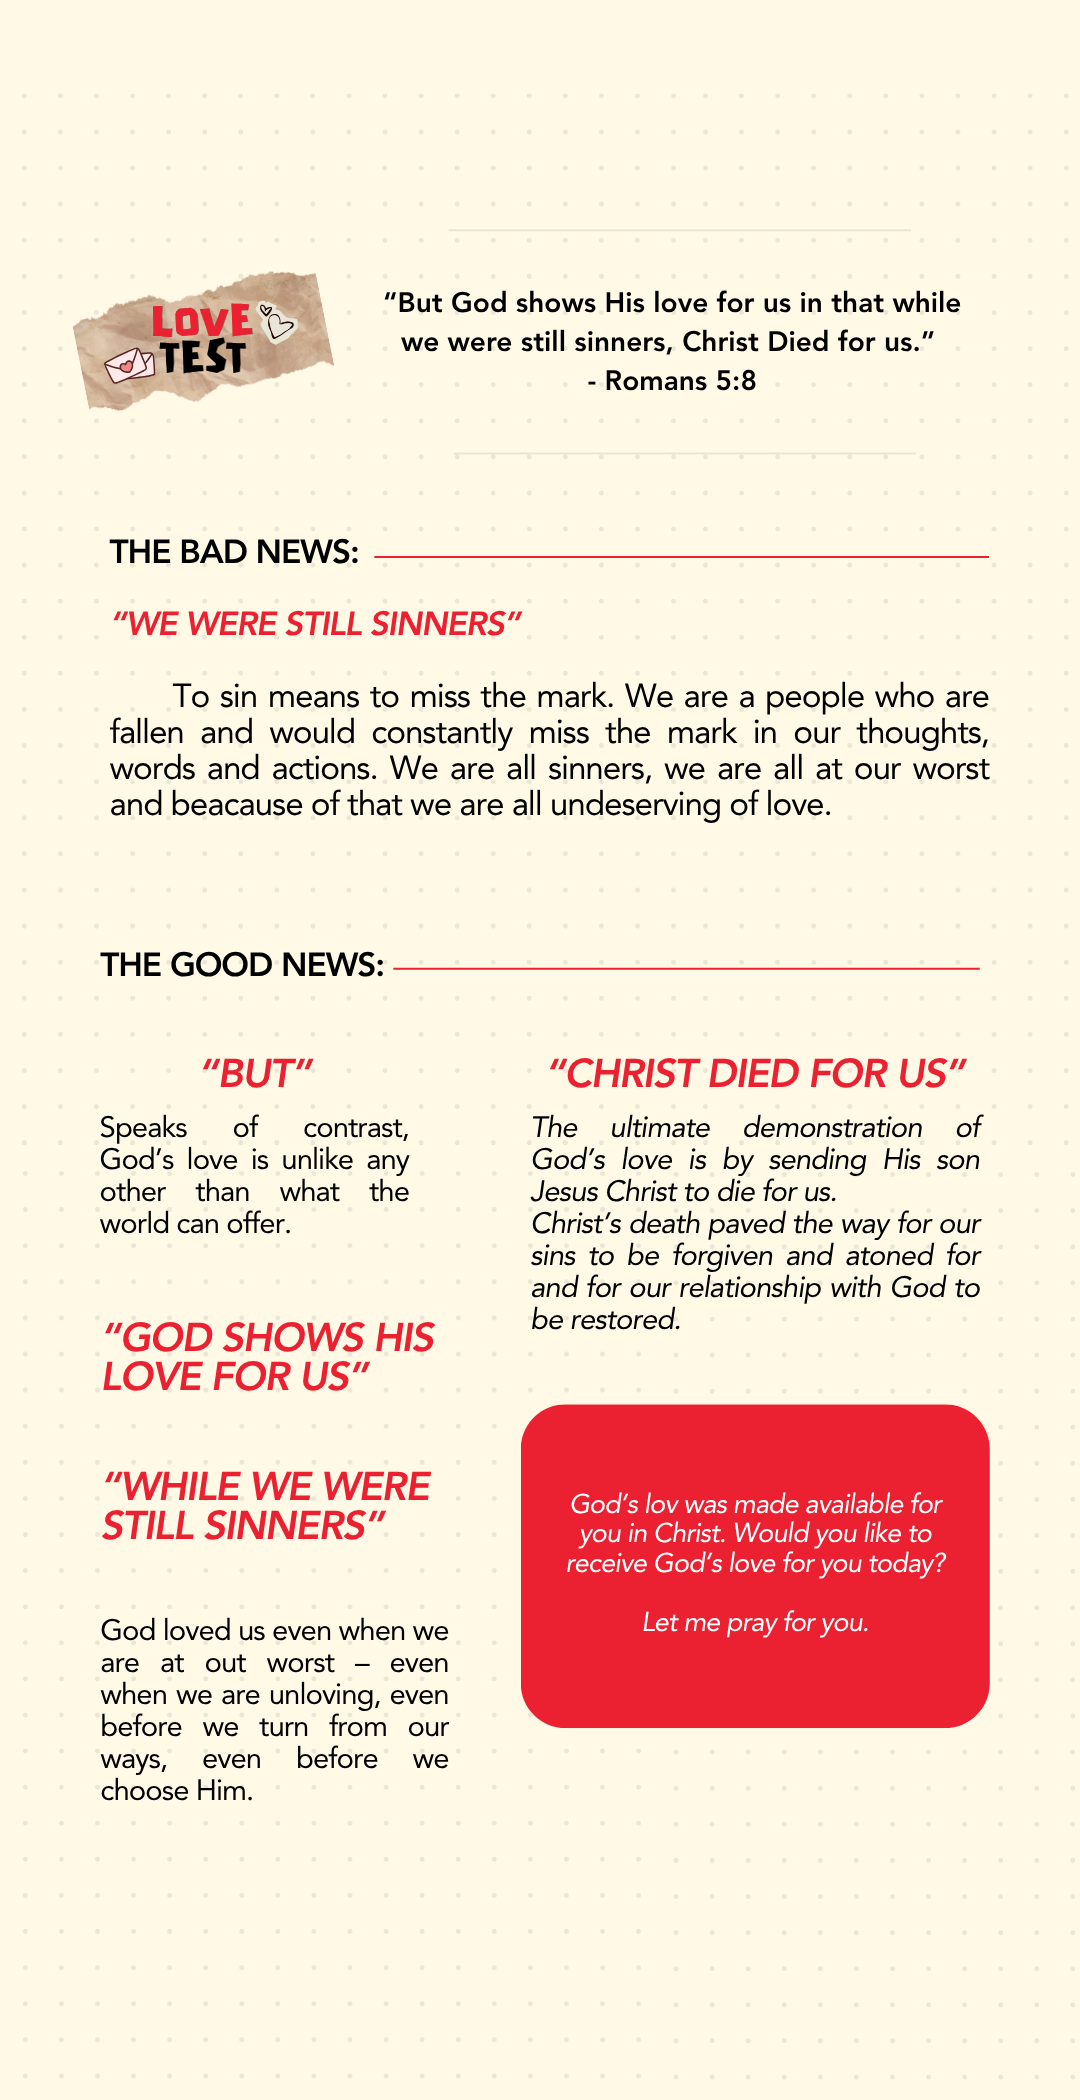 LOVE
TEST
“But God shows His love for us in that while
we were still sinners, Christ Died for us.”
- Romans 5:8
THE BAD NEWS:
“WE WERE STILL SINNERS”
To sin means to miss the mark. We are a people who are
fallen and would constantly miss the mark in our thoughts,
words and actions. We are all sinners, we are all at our worst
and beacause of that we are all undeserving of love.
THE GOOD NEWS:
“BUT”
Speaks of contrast,
God’s love is unlike any
other than what the
world can offer.
“GOD SHOWS HIS
LOVE FOR US”
“WHILE WE WERE
STILL SINNERS”
God loved us even when we
are at out worst – even
when we are unloving, even
before we turn from our
ways, even before we
choose Him.
“CHRIST DIED FOR US”
The ultimate demonstration of
God’s love is by sending His son
Jesus Christ to die for us.
Christ’s death paved the way for our
sins to be forgiven and atoned for
and for our relationship with God to
be restored.
God’s lov was made available for
you in Christ. Would you like to
receive God’s love for you today?
Let me pray for you.